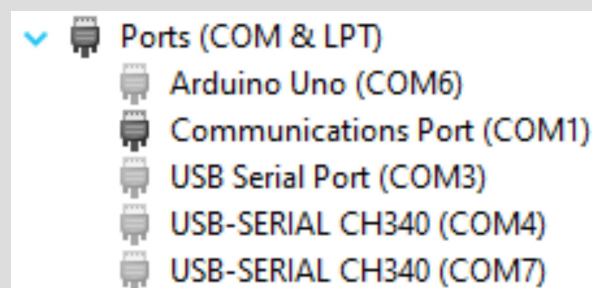 Ports (COM & LPT)
Arduino Uno (COM6)
Communications Port (COM1)
USB Serial Port (COM3)
USB-SERIAL CH340 (COM4)
USB-SERIAL CH340 (COM7)